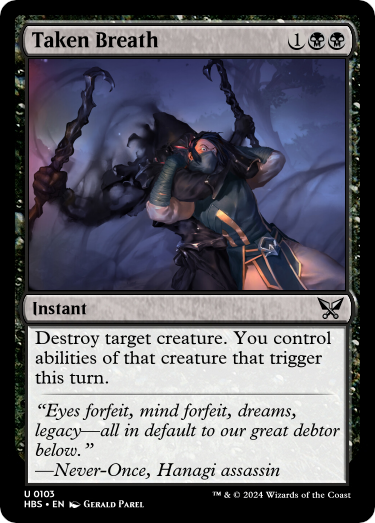 Taken Breath 1
Instant
Destroy target creature. You control
abilities of that creature that trigger
this turn.
“Eyes forfeit, mind forfeit, dreams,
legacy—all in default to our great debtor
below.”
—Never-Once, Hanagi assassin
U 0103
HBS • EN GERALD PAREL
™ & © 2024 Wizards of the Coast